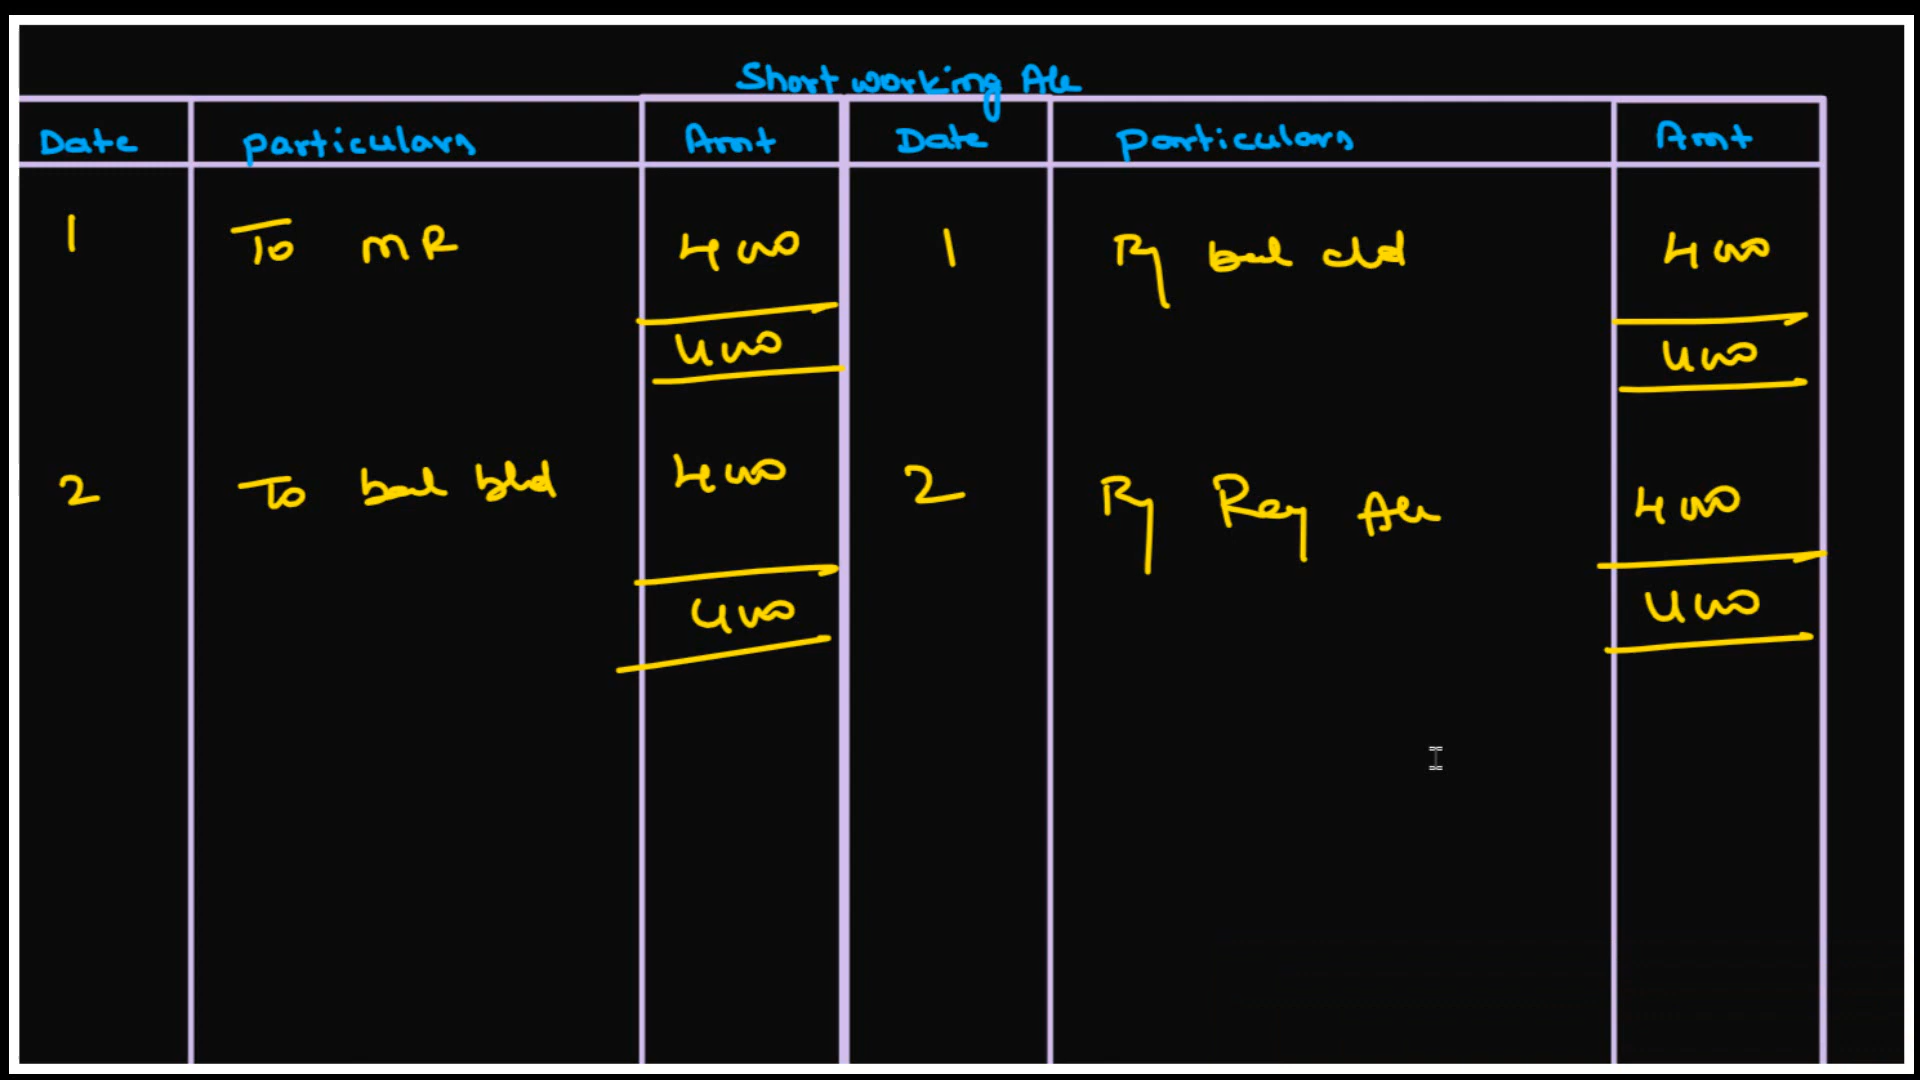 Short working A/c
Date particulars Amt Date particulars Amt
1 To MR 4000 1 By bal c/d 4000
4000 4000
2 To bal b/d 4000 2 By Roy A/c 4000
4000 4000